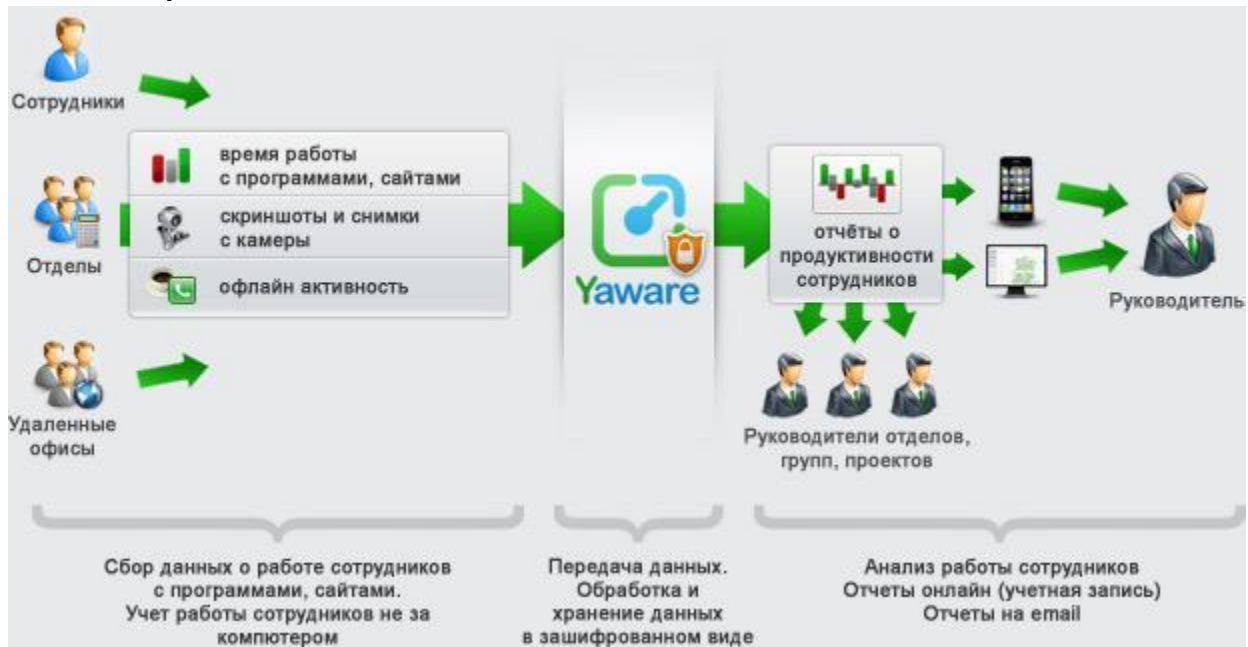 Сотрудники
время работы
с программами, сайтами
скриншоты и снимки
с камеры
офлайн активность
Отделы
Удаленные
офисы
Yaware
отчёты о
продуктивности
сотрудников
Руководитель
Руководители отделов,
групп, проектов
Сбор данных о работе сотрудников
с программами, сайтами.
Учет работы сотрудников не за
компютером
Передача данных.
Обработка и
хранение данных
в зашифрованном виде
Анализ работы сотрудников
Отчеты онлайн (учетная запись)
Отчеты на email